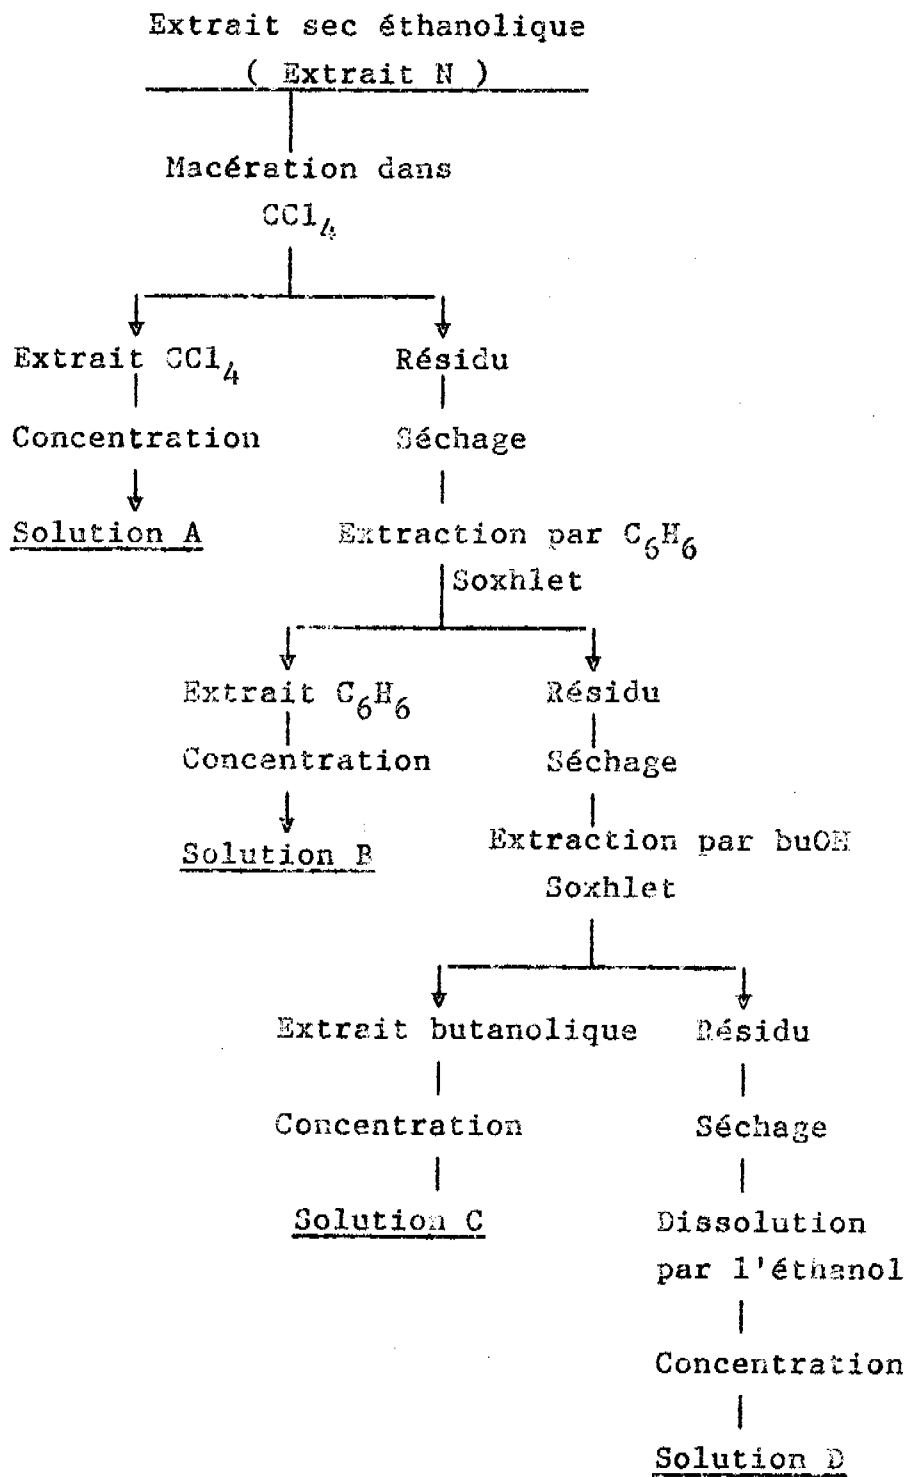 Extrait sec éthanolique
( Extrait N )
Macération dans
CCl4
Extrait CCl4
Résidu
Concentration
Séchage
Solution A
Extraction par C6H6
Soxhlet
Extrait C6H6
Résidu
Concentration
Séchage
Solution B
Extraction par buOH
Soxhlet
Extrait butanolique
Résidu
Concentration
Séchage
Solution C
Dissolution
par l'éthanol
Concentration
Solution D